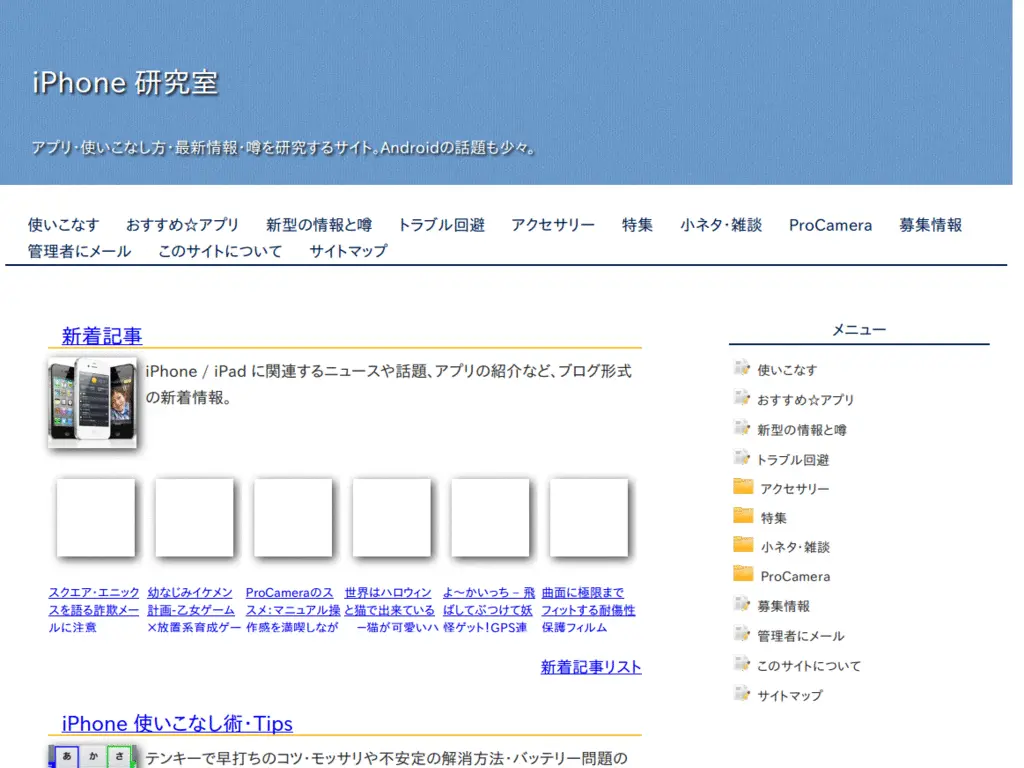 iPhone 研究室
アプリ･使いこなし方･最新情報･噂を研究するサイト｡Androidの話題も少々｡
使いこなす おすすめ☆アプリ 新型の情報と噂 トラブル回避 アクセサリー 特集 小ネタ･雑談 ProCamera 募集情報
管理者にメール このサイトについて サイトマップ
新着記事
iPhone / iPad に関連するニュースや話題､アプリの紹介など､ブログ形式
の新着情報｡
スクエア･エニック
スを語る詐欺メー
ルに注意
幼なじみイケメン
計画-乙女ゲーム
×放置系育成ゲー
ProCameraのス
スメ:マニュアル操
作感を満喫しなが
世界はハロウィン
と猫で出来ている
ー猫が可愛いハ
よ〜かいっち – 飛
ばしてぶつけて妖
怪ゲット!GPS連
曲面に極限まで
フィットする耐傷性
保護フィルム
新着記事リスト
iPhone 使いこなし術･Tips
あ か さ
テンキーで早打ちのコツ･モッサリや不安定の解消方法･バッテリー問題の
メニュー
使いこなす
おすすめ☆アプリ
新型の情報と噂
トラブル回避
アクセサリー
特集
小ネタ･雑談
ProCamera
募集情報
管理者にメール
このサイトについて
サイトマップ